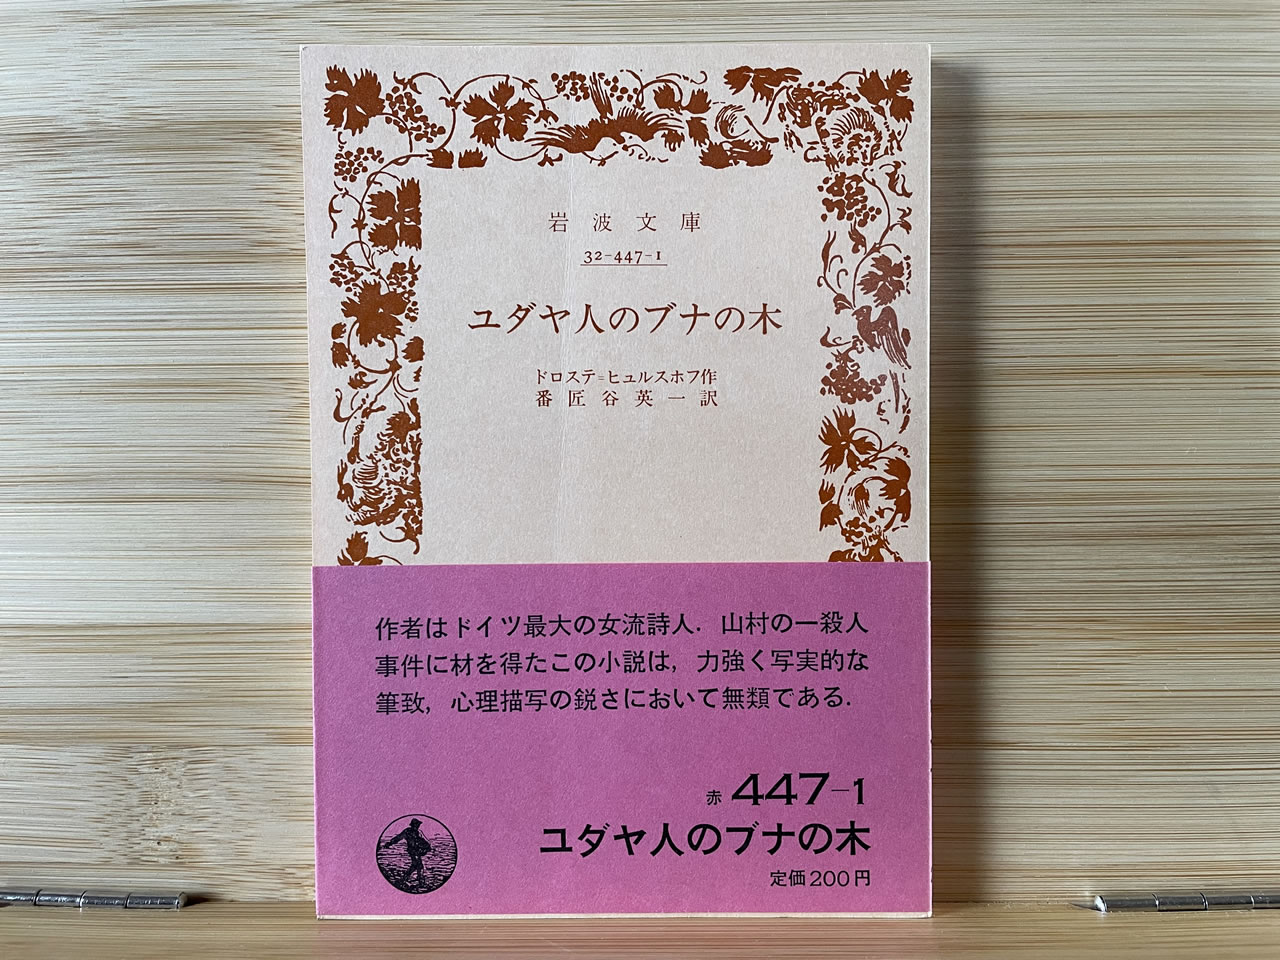 岩波文庫
32-447-1
ユダヤ人のブナの木
ドロステ=ヒュルスホフ作
番匠谷英一訳
作者はドイツ最大の女流詩人．山村の一殺人
事件に材を得たこの小説は，力強く写実的な
筆致，心理描写の鋭さにおいて無類である．
赤 447-1
ユダヤ人のブナの木
定価200円